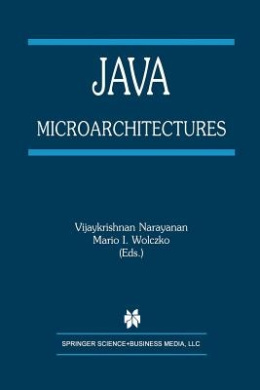 JAVA
MICROARCHITECTURES
Vijaykrishnan Narayanan
Mario I. Wolczko
(Eds.)
SPRINGER SCIENCE+BUSINESS MEDIA, LLC